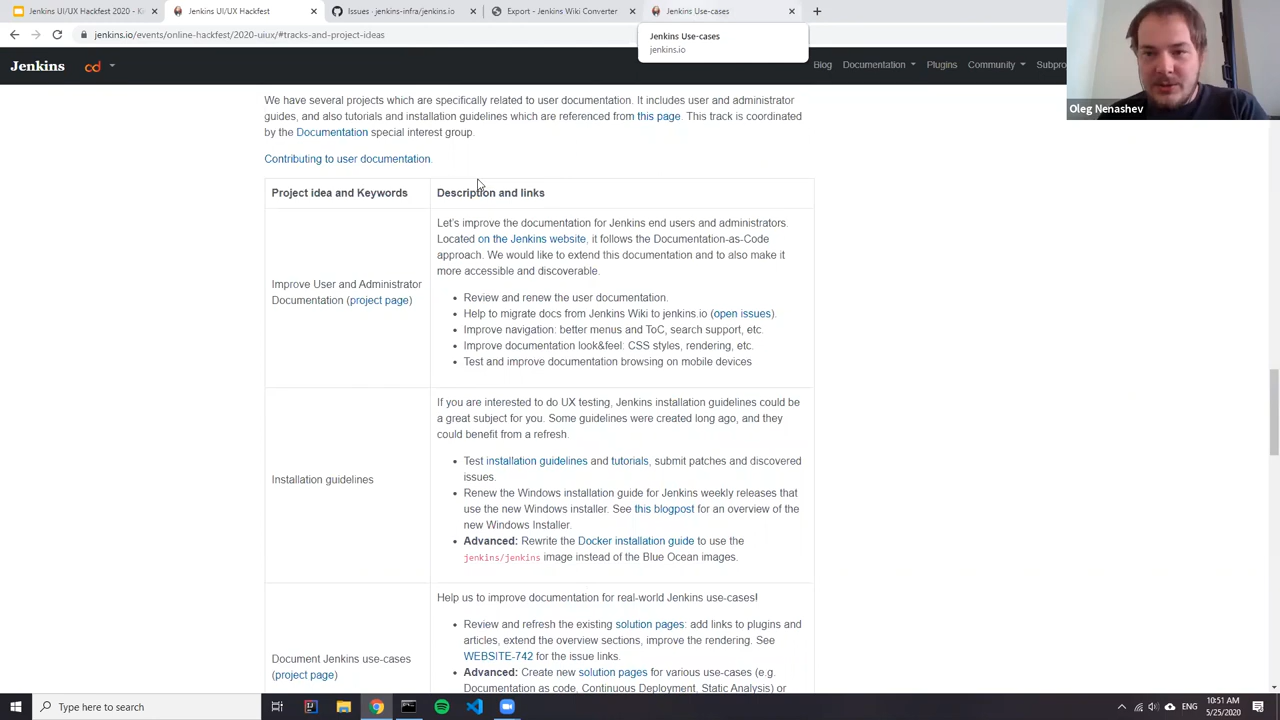 Jenkins UI/UX Hackfest 2020 - Ki
Jenkins UI/UX Hackfest
Issues · jenkins-infra/jenkins.io
Export - Jenkins Wiki Converter
Jenkins Use-cases
jenkins.io/events/online-hackfest/2020-uiux/#tracks-and-project-ideas
Jenkins Use-cases
jenkins.io
Jenkins
cd
Blog
Documentation
Plugins
Community
Subpro
Oleg Nenashev
We have several projects which are specifically related to user documentation. It includes user and administrator
guides, and also tutorials and installation guidelines which are referenced from this page. This track is coordinated
by the Documentation special interest group.
Contributing to user documentation.
Project idea and Keywords
Description and links
Improve User and Administrator
Documentation (project page)
Let's improve the documentation for Jenkins end users and administrators.
Located on the Jenkins website, it follows the Documentation-as-Code
approach. We would like to extend this documentation and to also make it
more accessible and discoverable.
• Review and renew the user documentation.
• Help to migrate docs from Jenkins Wiki to jenkins.io (open issues).
• Improve navigation: better menus and ToC, search support, etc.
• Improve documentation look&feel: CSS styles, rendering, etc.
• Test and improve documentation browsing on mobile devices
Installation guidelines
If you are interested to do UX testing, Jenkins installation guidelines could be
a great subject for you. Some guidelines were created long ago, and they
could benefit from a refresh.
• Test installation guidelines and tutorials, submit patches and discovered
issues.
• Renew the Windows installation guide for Jenkins weekly releases that
use the new Windows installer. See this blogpost for an overview of the
new Windows Installer.
• Advanced: Rewrite the Docker installation guide to use the
jenkins/jenkins image instead of the Blue Ocean images.
Document Jenkins use-cases
(project page)
Help us to improve documentation for real-world Jenkins use-cases!
• Review and refresh the existing solution pages: add links to plugins and
articles, extend the overview sections, improve the rendering. See
WEBSITE-742 for the issue links.
• Advanced: Create new solution pages for various use-cases (e.g.
Documentation as code, Continuous Deployment, Static Analysis) or
Type here to search
ENG
10:51 AM
5/25/2020